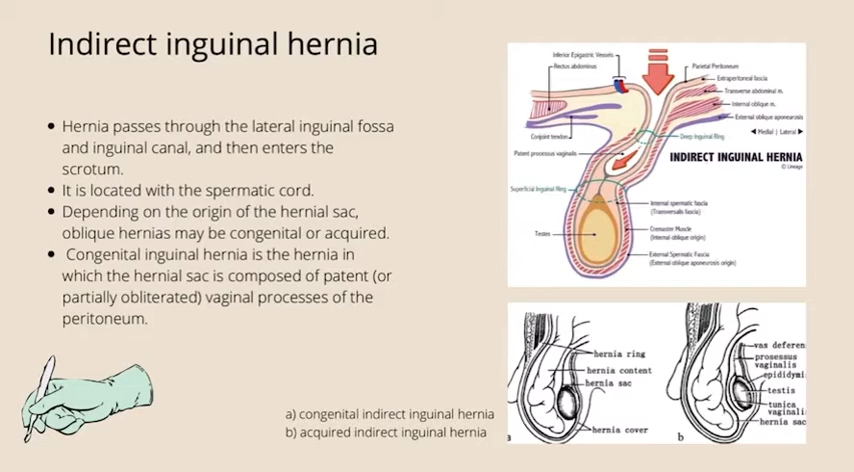 Indirect inguinal hernia
Hernia passes through the lateral inguinal fossa
and inguinal canal, and then enters the
scrotum.
It is located with the spermatic cord.
Depending on the origin of the hernial sac,
oblique hernias may be congenital or acquired.
Congenital inguinal hernia is the hernia in
which the hernial sac is composed of patent (or
partially obliterated) vaginal processes of the
peritoneum.
a) congenital indirect inguinal hernia
b) acquired indirect inguinal hernia
Inferior Epigastric Vessels
Rectus abdominus
Parietal Peritoneum
Extraperitoneal fascia
Transverse abdominal m.
Internal oblique m.
External oblique aponeurosis
Conjoint tendon
◄ Medial | Lateral ►
Deep Inguinal Ring
Patent processus vaginalis
INDIRECT INGUINAL HERNIA
© Lineage
Superficial Inguinal Ring
Internal spermatic fascia
(Transversalis fascia)
Testes
Cremaster Muscle
(Internal oblique origin)
External Spermatic Fascia
(External oblique aponeurosis origin)
hernia ring
hernia content
hernia sac
hernia cover
a
vas deferen
prosessus
vaginalis
epididymi
testis
tunica
vaginali
hernia sac
b